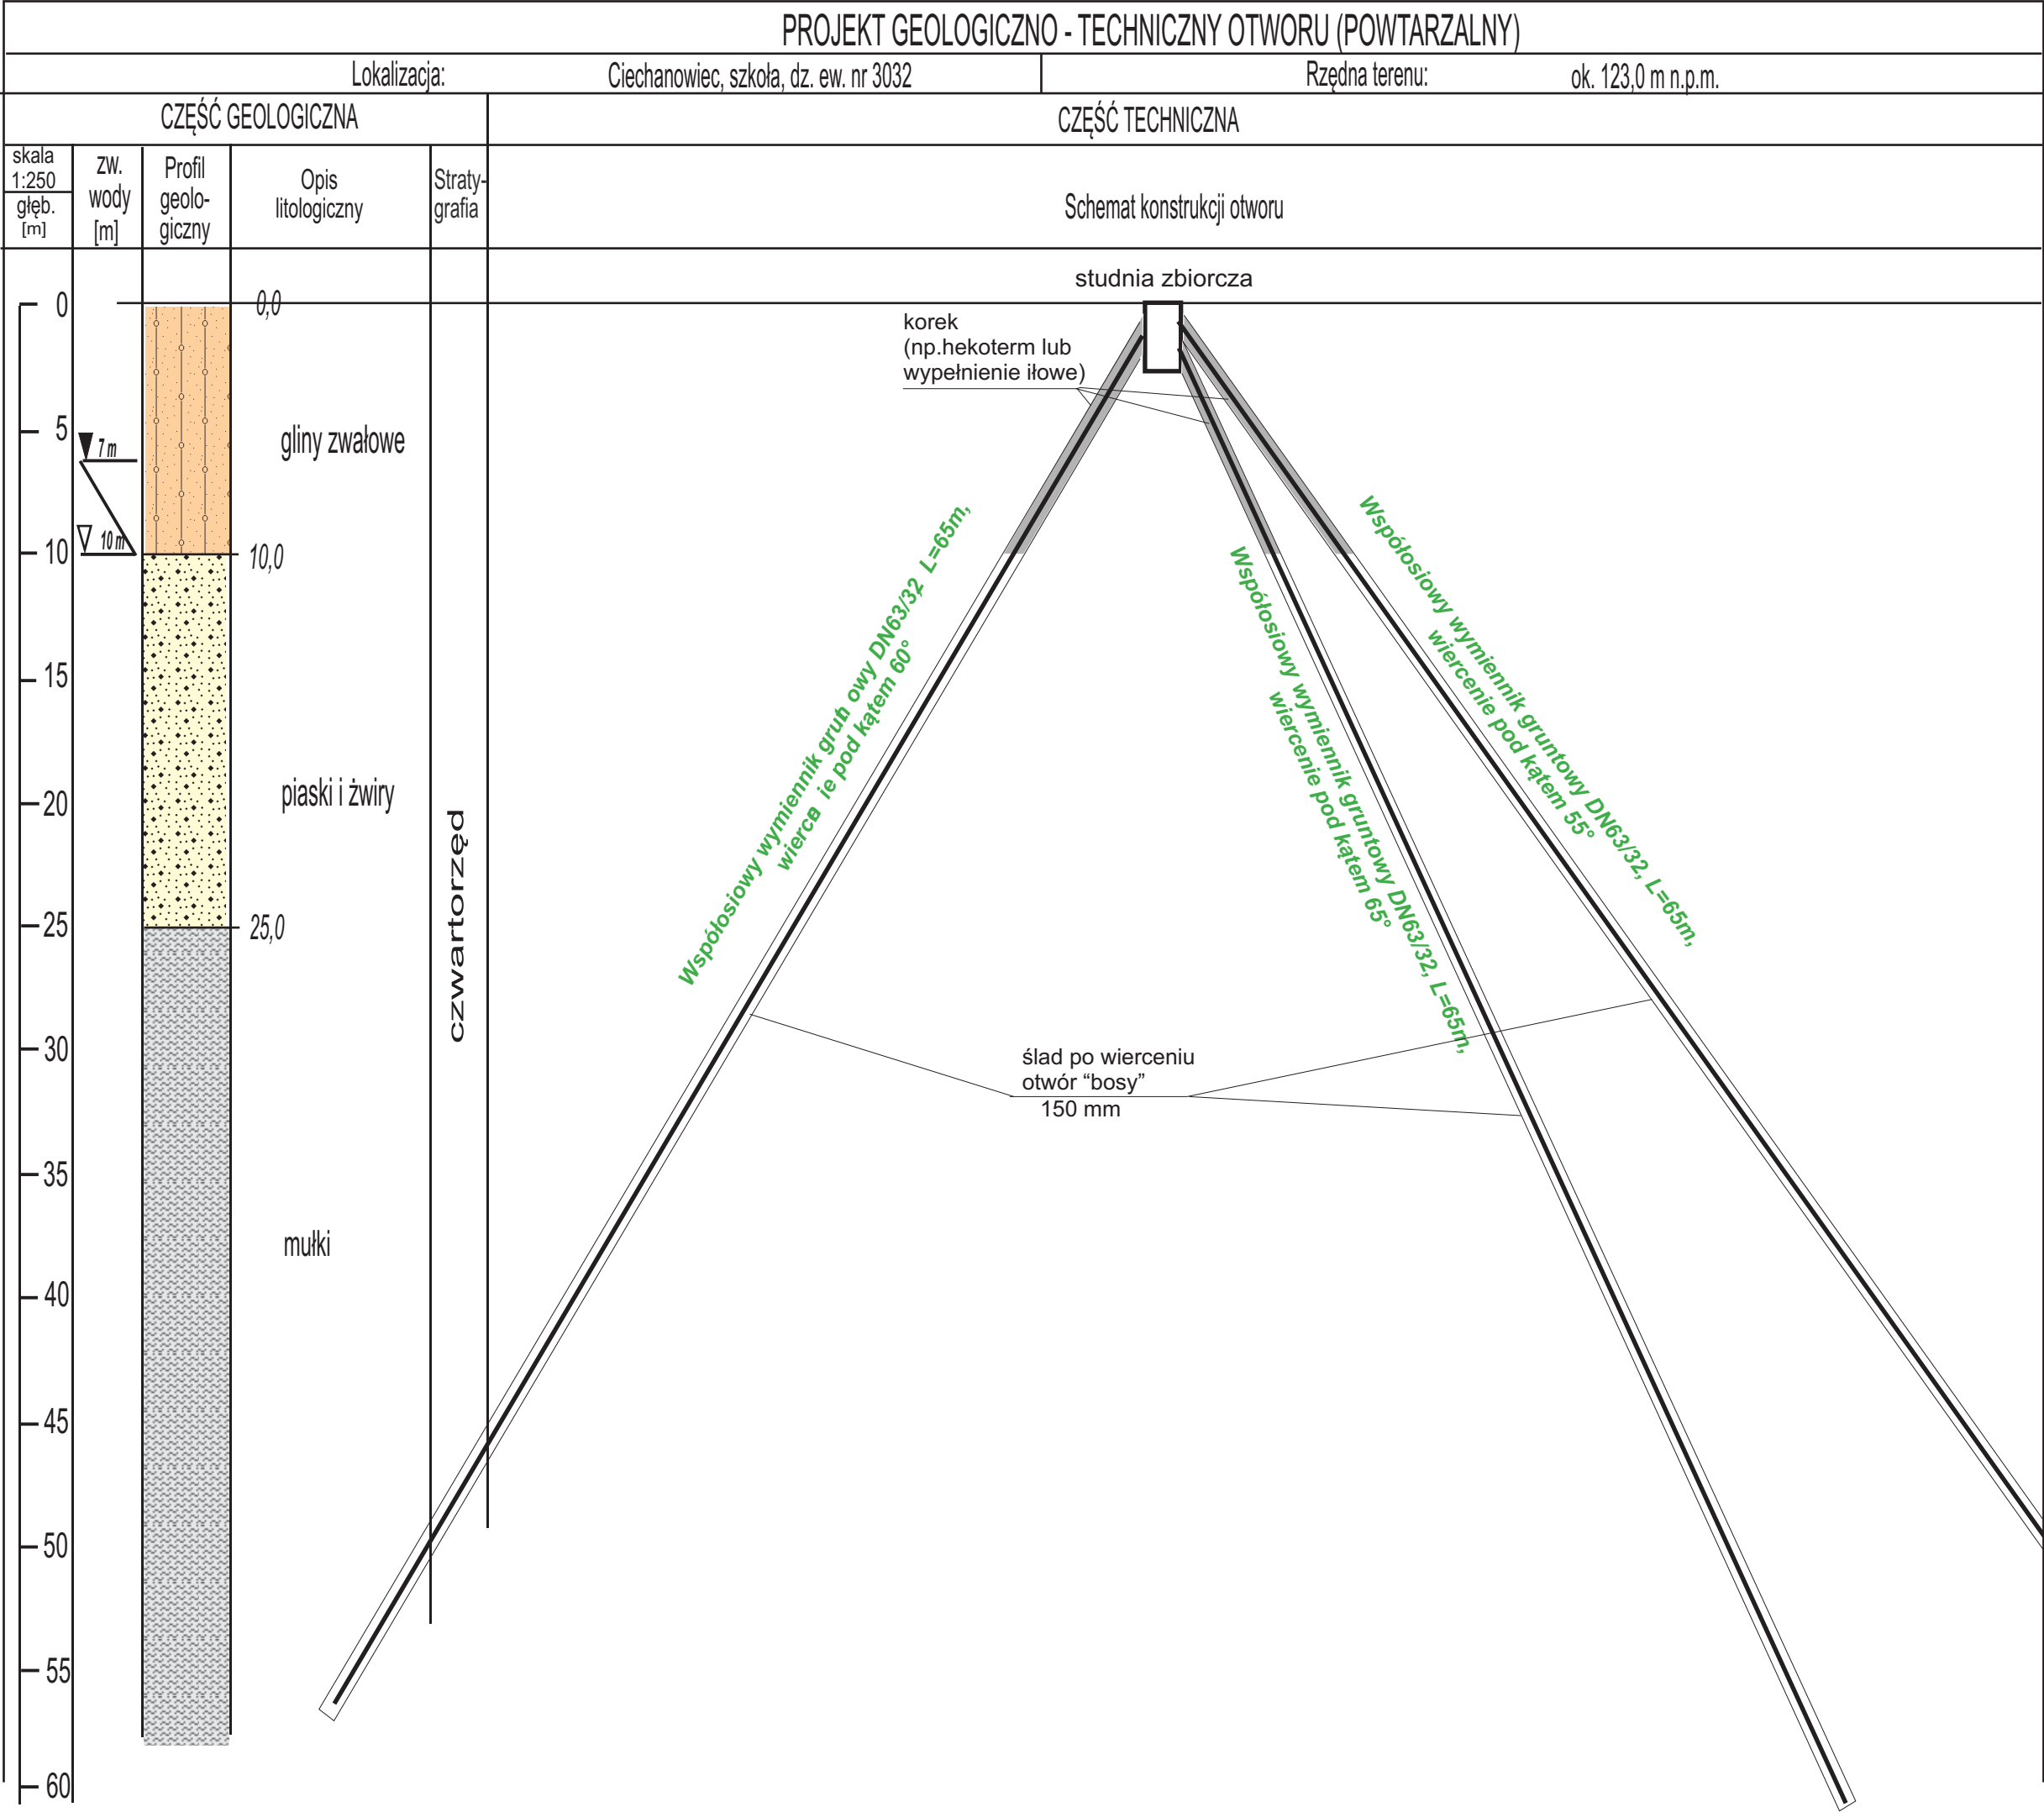 PROJEKT GEOLOGICZNO - TECHNICZNY OTWORU (POWTARZALNY)
Lokalizacja:
Ciechanowiec, szkoła, dz. ew. nr 3032
Rzędna terenu:
ok. 123,0 m n.p.m.
CZĘŚĆ GEOLOGICZNA
CZĘŚĆ TECHNICZNA
skala
1:250
głęb.
[m]
zw.
wody
[m]
Profil
geolo-
giczny
Opis
litologiczny
Straty-
grafia
Schemat konstrukcji otworu
studnia zbiorcza
0
0,0
korek
(np.hekoterm lub
wypełnienie iłowe)
5
7 m
gliny zwałowe
10
10 m
10,0
15
20
piaski i żwiry
25
25,0
30
35
mułki
40
45
50
55
60
czwartorzęd
Współosiowy wymiennik grun owy DN63/32, L=65m,
wierce ie pod kątem 60°
Współosiowy wymiennik gruntowy DN63/32, L=65m,
wiercenie pod kątem 65°
Współosiowy wymiennik gruntowy DN63/32, L=65m,
wiercenie pod kątem 55°
ślad po wierceniu
otwór “bosy”
150 mm